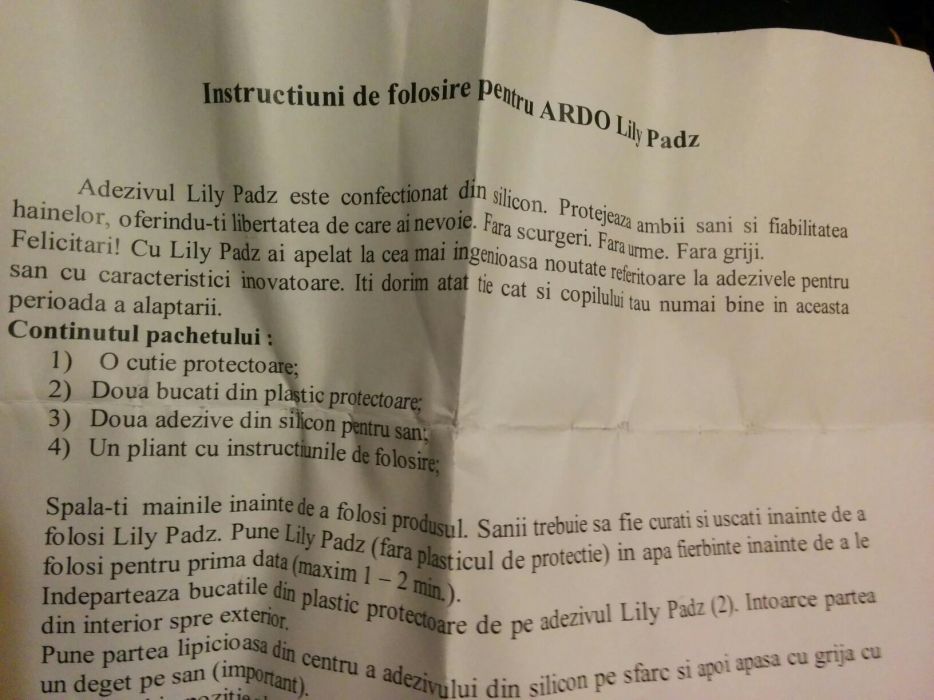 Instructiuni de folosire pentru ARDO Lily Padz
Adezivul Lily Padz este confectionat din silicon. Protejeaza ambii sani si fiabilitatea
hainelor, oferindu-ti libertatea de care ai nevoie. Fara scurgeri. Fara urme. Fara griji.
Felicitari! Cu Lily Padz ai apelat la cea mai ingenioasa noutate referitoare la adezivele pentru
san cu caracteristici inovatoare. Iti dorim atat tie cat si copilului tau numai bine in aceasta
perioada a alaptarii.
Continutul pachetului :
1) O cutie protectoare;
2) Doua bucati din plastic protectoare;
3) Doua adezive din silicon pentru san;
4) Un pliant cu instructiunile de folosire;
Spala-ti mainile inainte de a folosi produsul. Sanii trebuie sa fie curati si uscati inainte de a
folosi Lily Padz. Pune Lily Padz (fara plasticul de protectie) in apa fierbinte inainte de a le
folosi pentru prima data (maxim 1 – 2 min.).
Indeparteaza bucatile din plastic protectoare de pe adezivul Lily Padz (2). Intoarce partea
din interior spre exterior.
Pune partea lipicioasa din centru a adezivului din silicon pe sfarc si apoi apasa cu grija cu
un deget pe san (important).